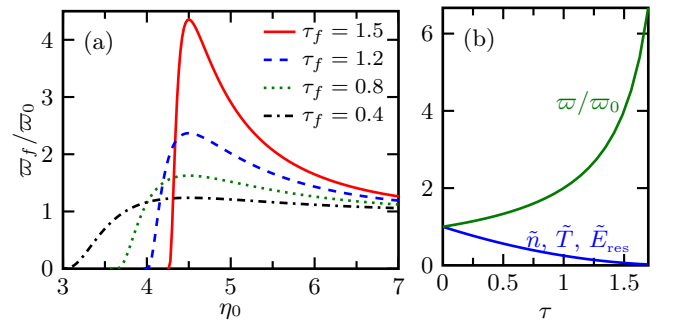 (a)
τ_f = 1.5
τ_f = 1.2
τ_f = 0.8
τ_f = 0.4
ϖ_f/ϖ_0
4
3
2
1
0
3 4 5 6 7
η_0
(b)
ϖ/ϖ_0
ñ, T̃, Ẽ_res
6
4
2
0
0 0.5 1 1.5
τ